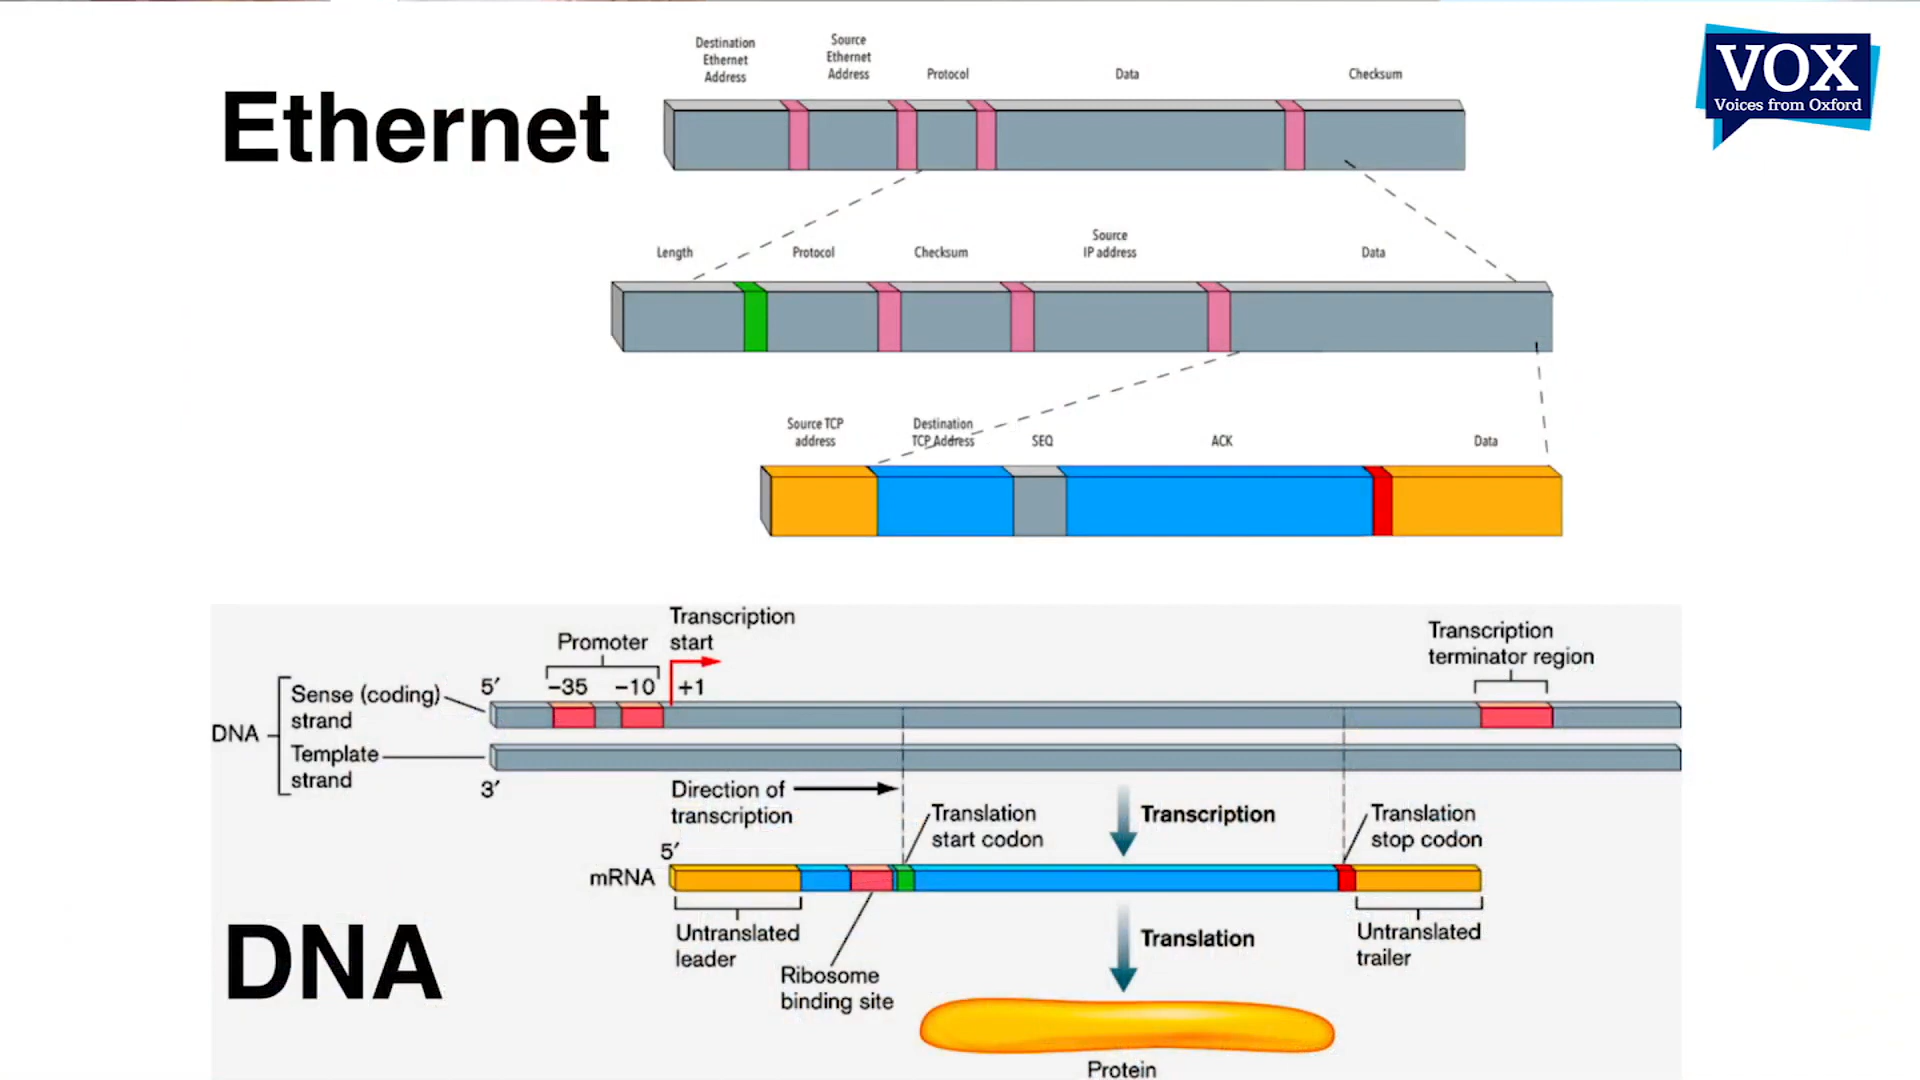 VOX
Voices from Oxford
Ethernet
Destination
Ethernet
Address
Source
Ethernet
Address
Protocol
Data
Checksum
Length
Protocol
Checksum
Source
IP address
Data
Source TCP
address
Destination
TCP Address
SEQ
ACK
Data
Transcription
start
Promoter
-35
-10
+1
Transcription
terminator region
5′
Sense (coding)
strand
DNA
Template
strand
3′
Direction of
transcription
Translation
start codon
Transcription
Translation
stop codon
5′
mRNA
Untranslated
leader
Ribosome
binding site
Translation
Untranslated
trailer
DNA
Protein